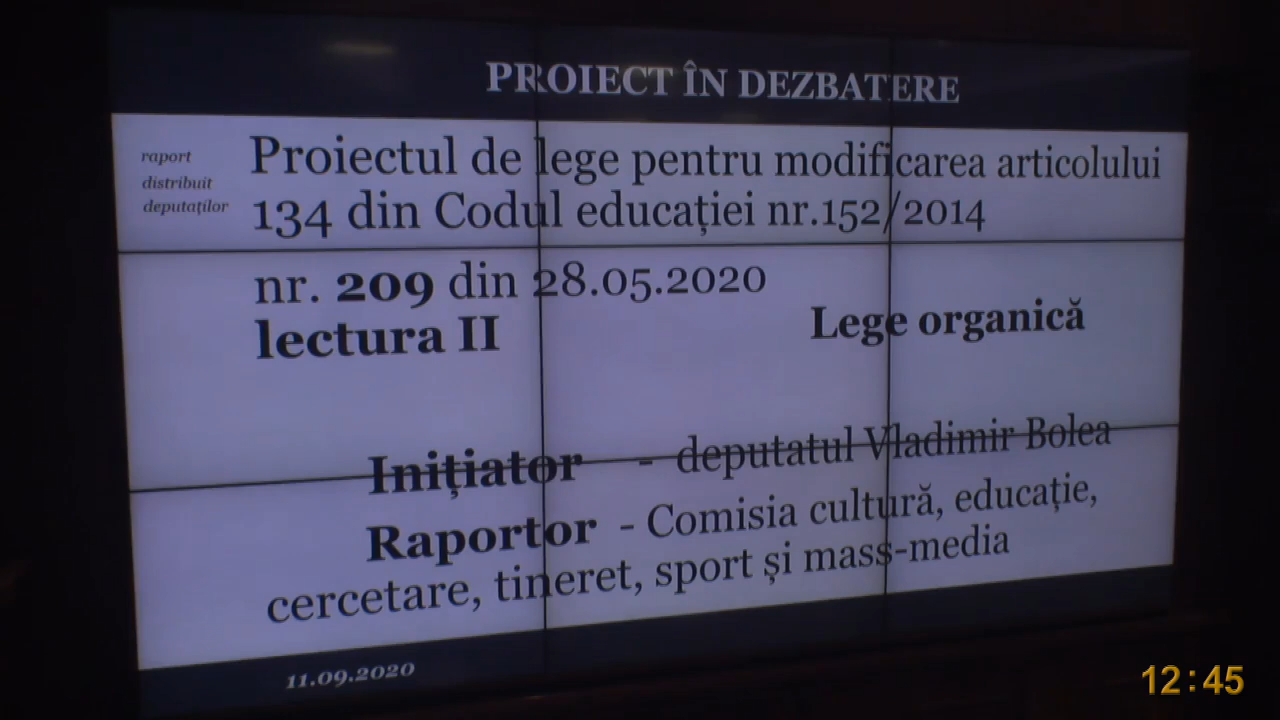 PROIECT ÎN DEZBATERE
raport
distribuit
deputaților
Proiectul de lege pentru modificarea articolului
134 din Codul educației nr.152/2014
nr. 209 din 28.05.2020
lectura II
Lege organică
Inițiator - deputatul Vladimir Bolea
Raportor - Comisia cultură, educație,
cercetare, tineret, sport și mass-media
11.09.2020
12:45